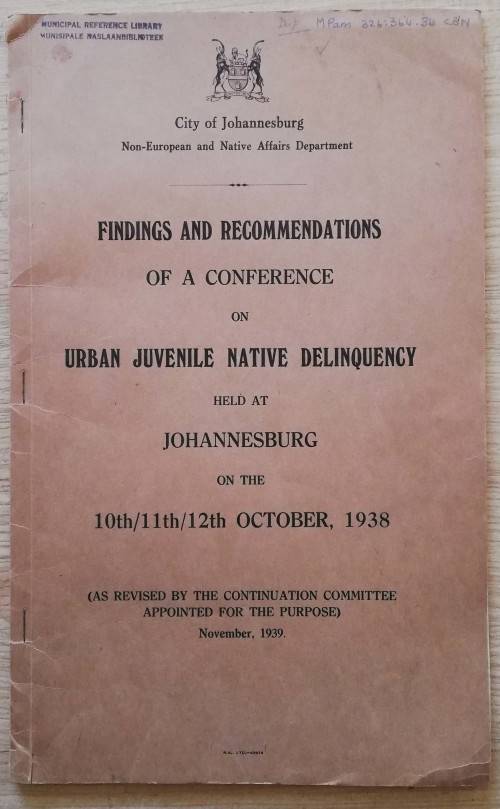 MUNICIPAL REFERENCE LIBRARY
MUNISIPALE NASLAANBIBLIOTEEK
MPam
City of Johannesburg
Non-European and Native Affairs Department
FINDINGS AND RECOMMENDATIONS
OF A CONFERENCE
ON
URBAN JUVENILE NATIVE DELINQUENCY
HELD AT
JOHANNESBURG
ON THE
10th/11th/12th OCTOBER, 1938
(AS REVISED BY THE CONTINUATION COMMITTEE
APPOINTED FOR THE PURPOSE)
November, 1939.